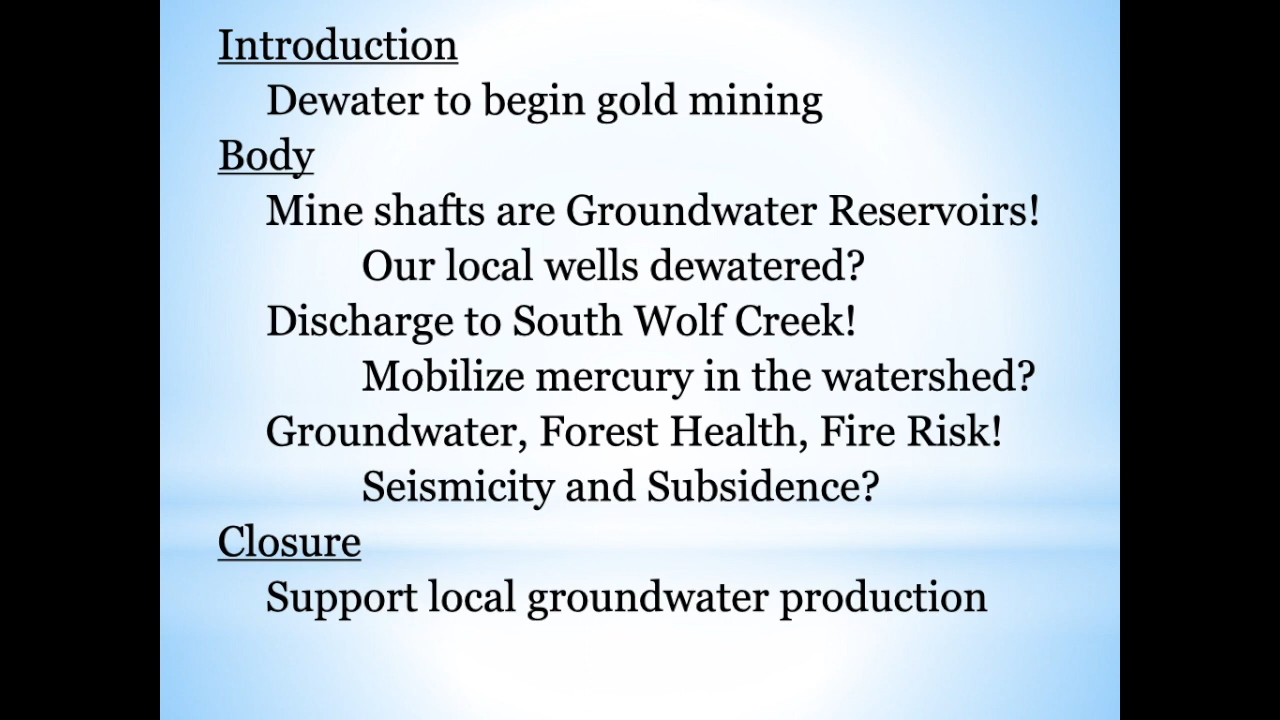 Introduction
Dewater to begin gold mining
Body
Mine shafts are Groundwater Reservoirs!
Our local wells dewatered?
Discharge to South Wolf Creek!
Mobilize mercury in the watershed?
Groundwater, Forest Health, Fire Risk!
Seismicity and Subsidence?
Closure
Support local groundwater production